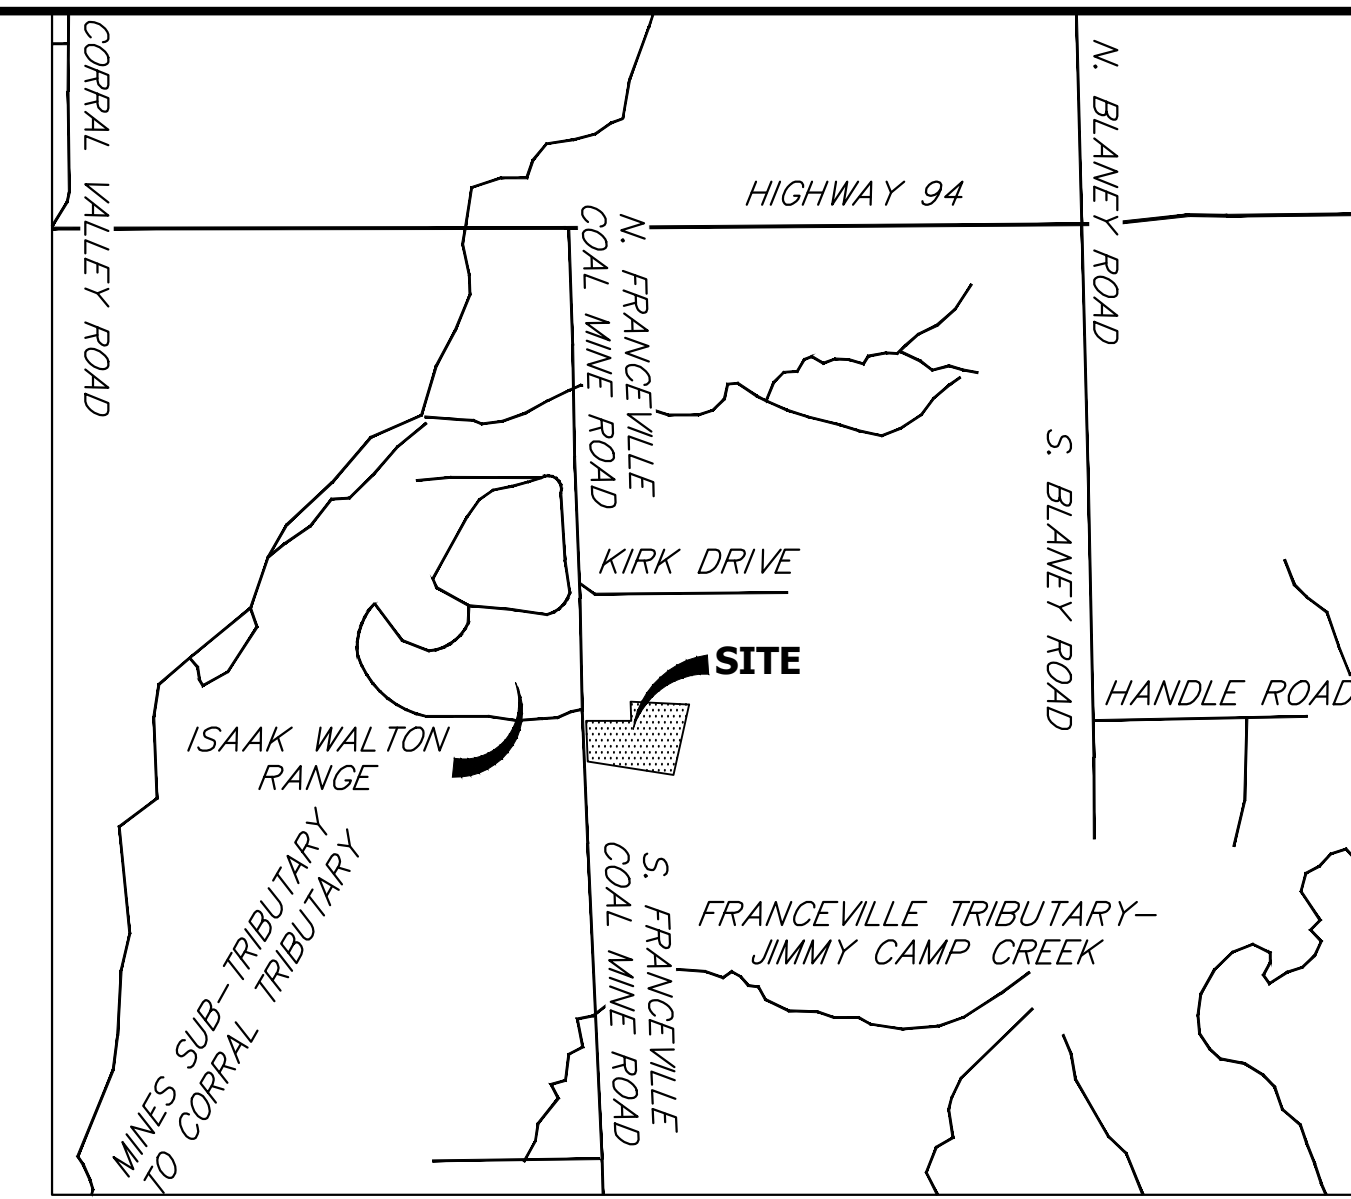 CORRAL VALLEY ROAD
N. BLANEY ROAD
HIGHWAY 94
N. FRANCEVILLE
COAL MINE ROAD
S. BLANEY ROAD
KIRK DRIVE
SITE
HANDLE ROAD
ISAAK WALTON
RANGE
MINES SUB-TRIBUTARY
TO CORRAL TRIBUTARY
S. FRANCEVILLE
COAL MINE ROAD
FRANCEVILLE TRIBUTARY-
JIMMY CAMP CREEK